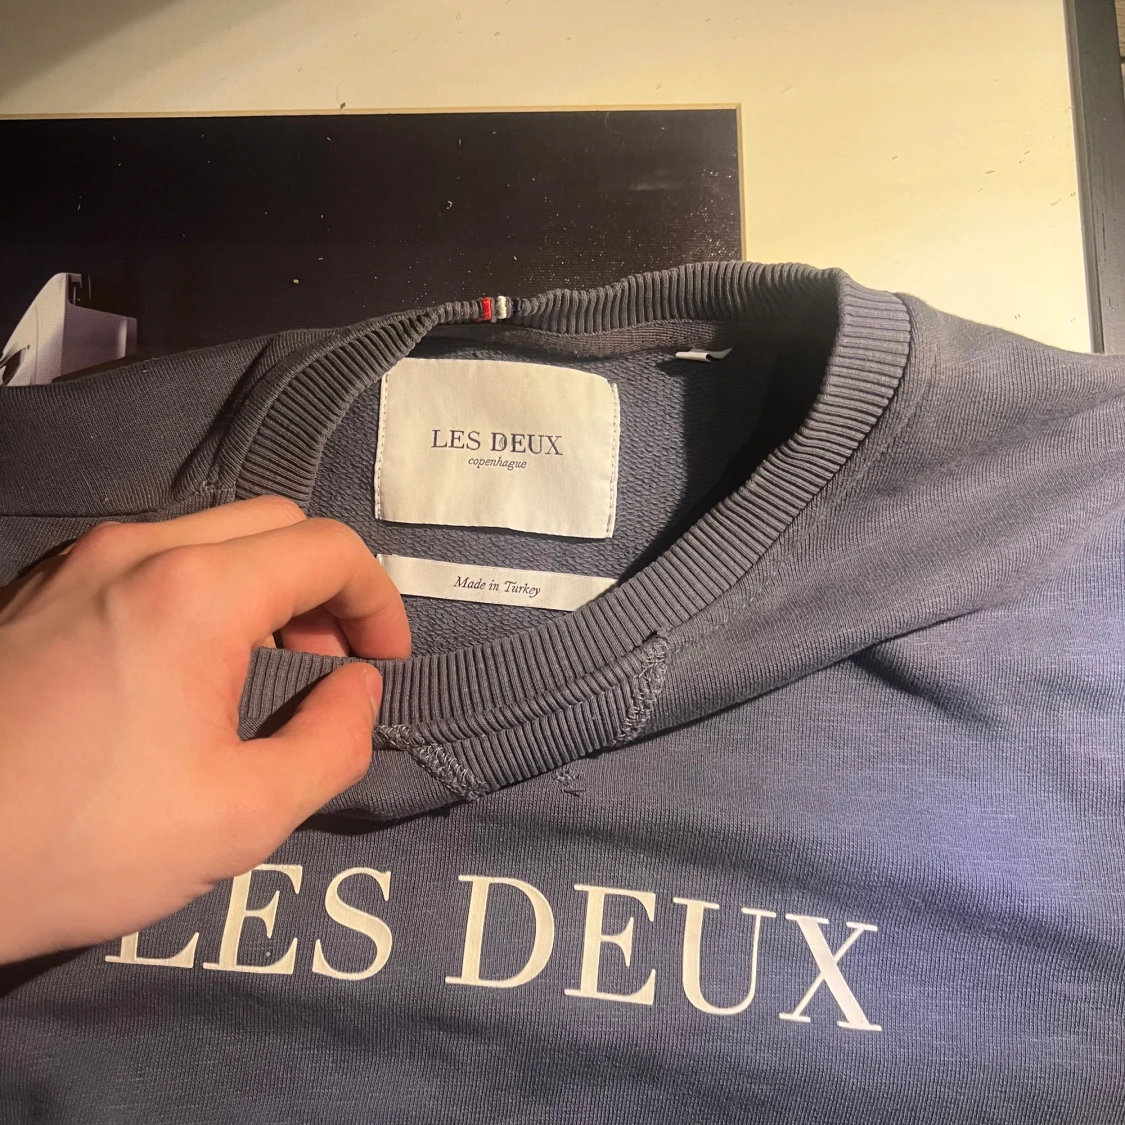 LES DEUX
copenhague
Made in Turkey
LES DEUX